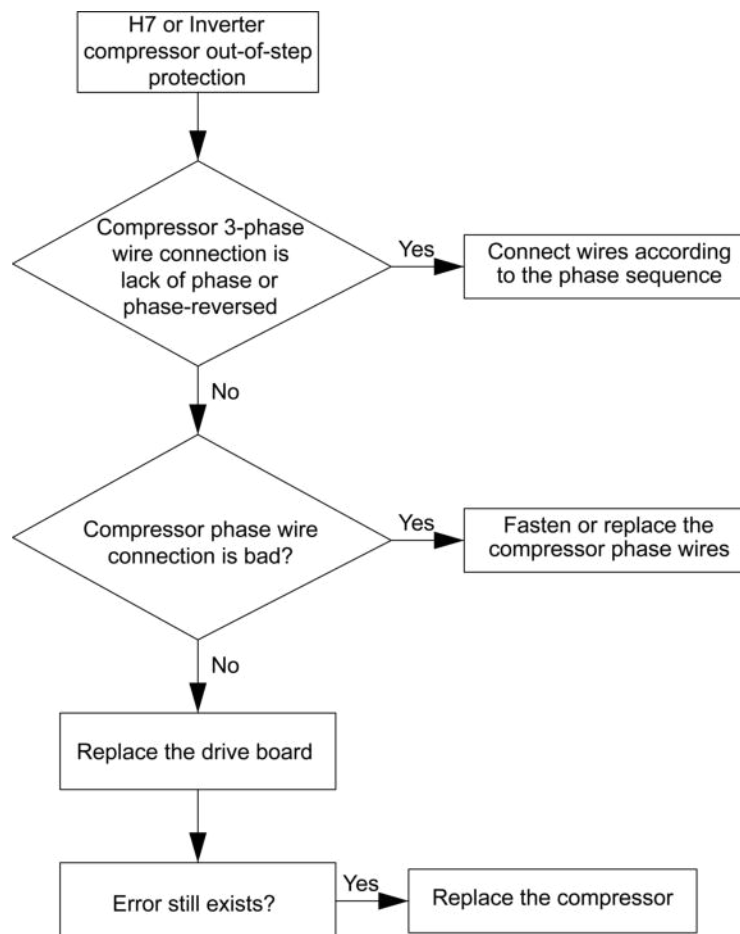 H7 or Inverter
compressor out-of-step
protection
Compressor 3-phase
wire connection is
lack of phase or
phase-reversed
Yes
Connect wires according
to the phase sequence
No
Compressor phase wire
connection is bad?
Yes
Fasten or replace the
compressor phase wires
No
Replace the drive board
Error still exists?
Yes
Replace the compressor